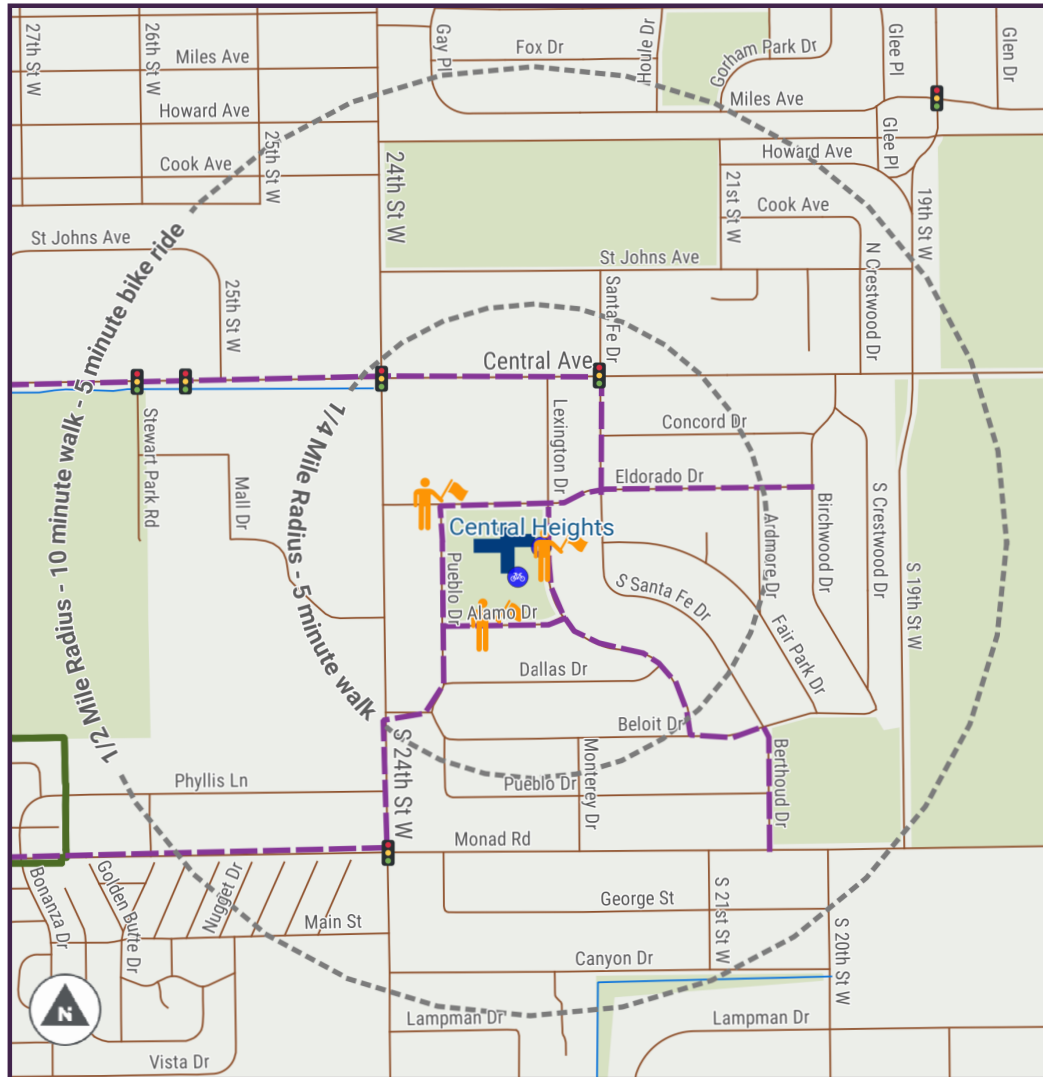 27th St W
26th St W
Miles Ave
Howard Ave
25th St W
Cook Ave
St Johns Ave
25th St W
24th St W
Gay Pl
Fox Dr
Houle Dr
Gorham Park Dr
Miles Ave
Glee Pl
Glen Dr
Glee Pl
Howard Ave
21st St W
Cook Ave
19th St W
N Crestwood Dr
St Johns Ave
Santa Fe Dr
Central Ave
1/2 Mile Radius - 10 minute walk - 5 minute bike ride
1/4 Mile Radius - 5 minute walk
Stewart Park Rd
Mall Dr
Lexington Dr
Concord Dr
Eldorado Dr
Central Heights
Pueblo Dr
Alamo Dr
S Santa Fe Dr
Ardmore Dr
Birchwood Dr
S Crestwood Dr
S 19th St W
Fair Park Dr
Dallas Dr
Beloit Dr
S 24th St W
Phyllis Ln
Pueblo Dr
Monterey Dr
Berthoud Dr
Monad Rd
Bonanza Dr
Golden Butte Dr
Nugget Dr
Main St
George St
S 21st St W
S 20th St W
Canyon Dr
Lampman Dr
Lampman Dr
Vista Dr
N